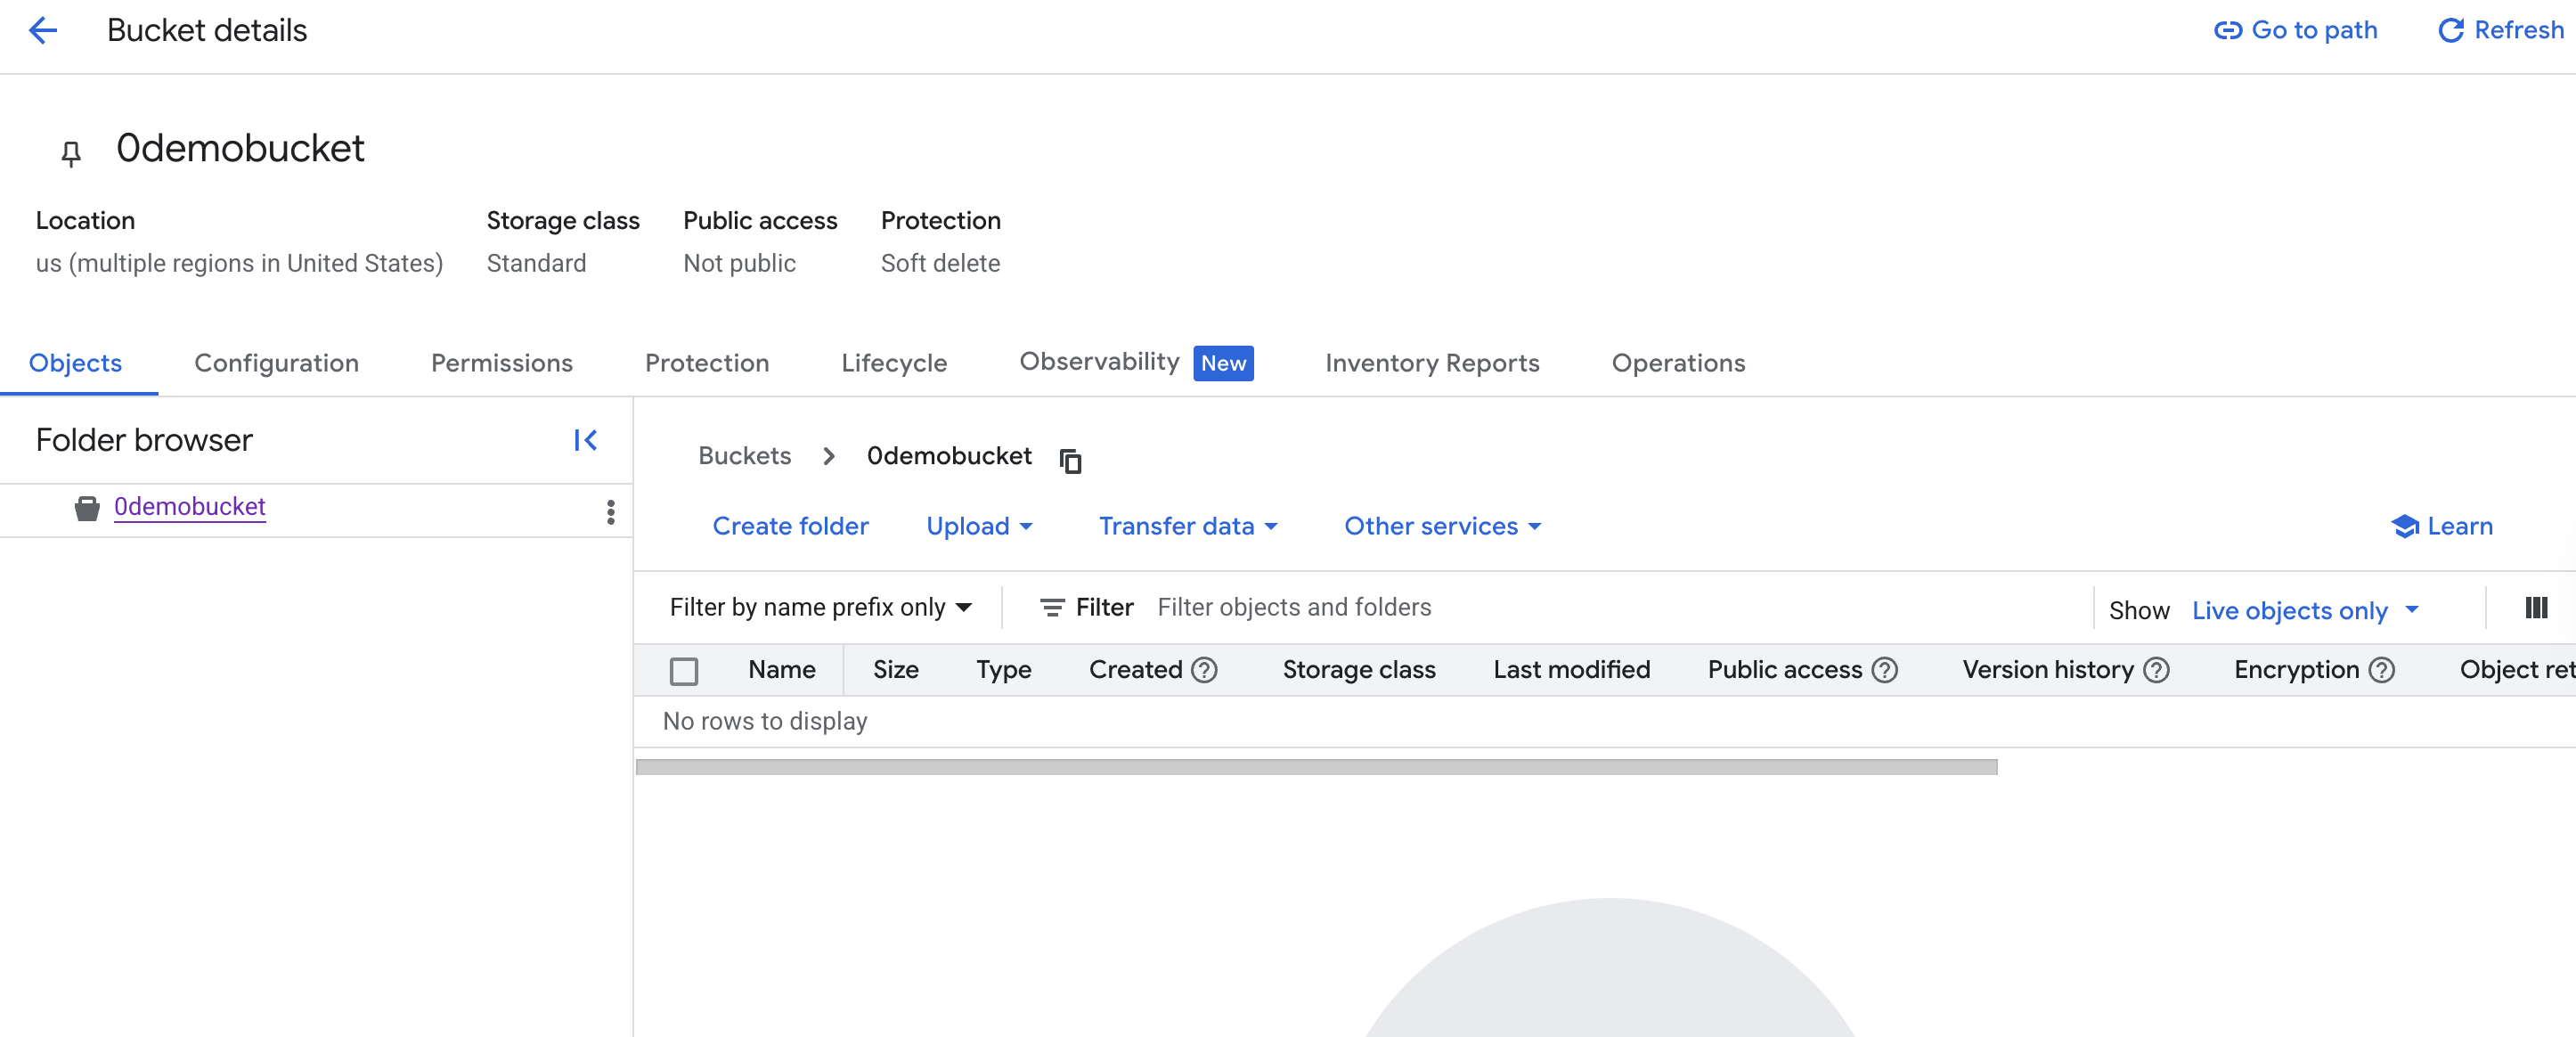 Bucket details Go to path Refresh
0demobucket
Location Storage class Public access Protection
us (multiple regions in United States) Standard Not public Soft delete
Objects Configuration Permissions Protection Lifecycle Observability New Inventory Reports Operations
Folder browser
0demobucket
Buckets 0demobucket
Create folder Upload Transfer data Other services Learn
Filter by name prefix only Filter Filter objects and folders Show Live objects only
Name Size Type Created Storage class Last modified Public access Version history Encryption Object ret
No rows to display